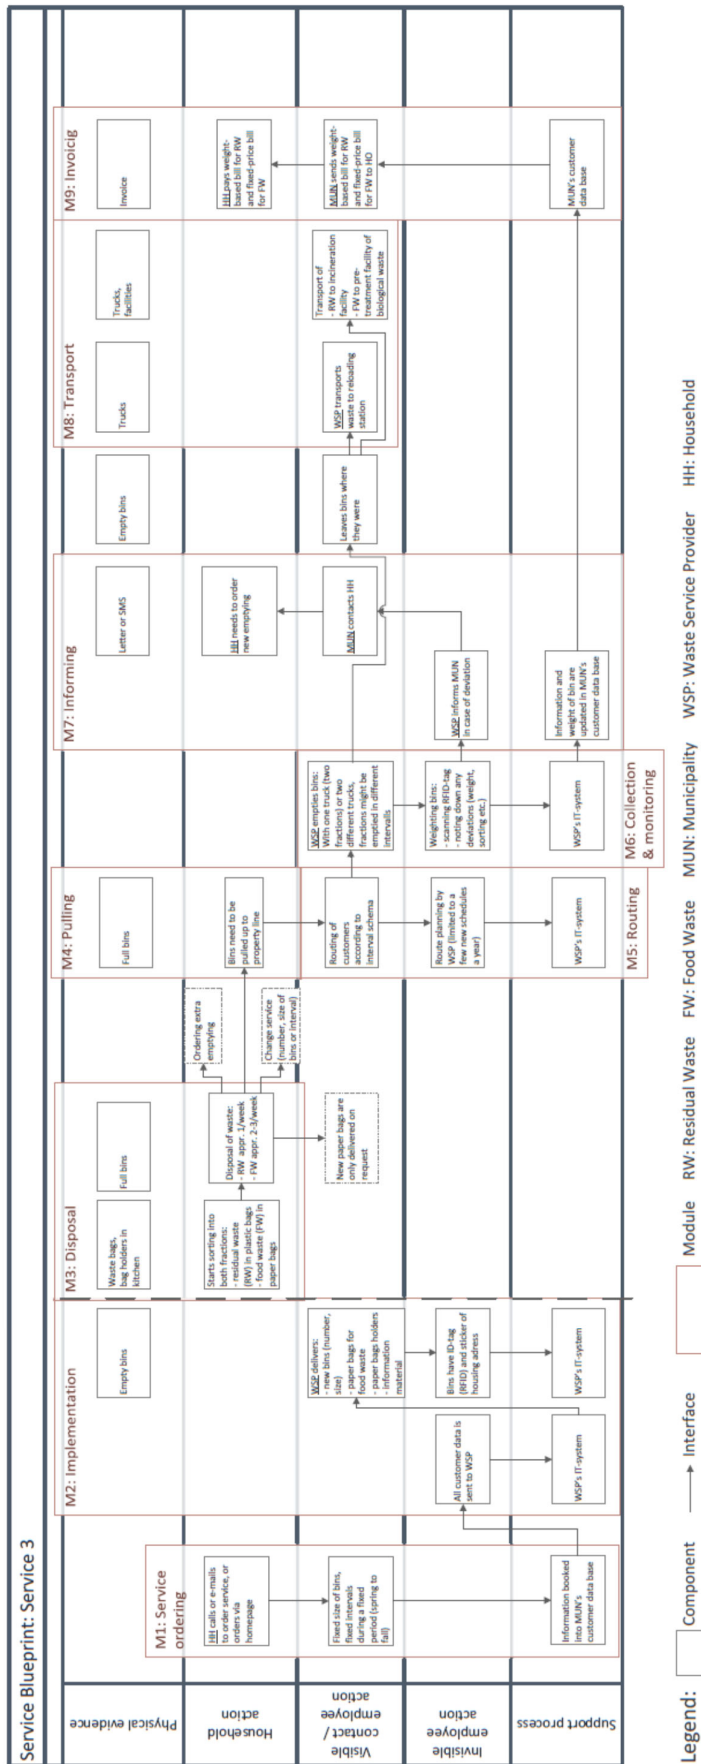 Service Blueprint: Service 3
Physical evidence
Household
action
Visible
contact /
employee
action
Invisible
employee
action
Support process
M1: Service
ordering
HH calls or e-mails
to order service, or
orders via
homepage
Fixed size of bins,
fixed intervals
during a fixed
period (spring to
fall)
Information booked
into MUN's
customer data base
M2: Implementation
Empty bins
WSP delivers:
- new bins (number,
size)
- paper bags for
food waste
- paper bags holders
- information
material
All customer data is
sent to WSP
Bins have ID-tag
(RFID) and sticker of
housing adress
WSP's IT-system
WSP's IT-system
M3: Disposal
Waste bags,
bag holders in
kitchen
Full bins
Starts sorting into
both fractions:
- residual waste
(RW) in plastic bags
- food waste (FW) in
paper bags
Disposal of waste:
- RW appr. 1/week
- FW appr. 2-3/week
New paper bags are
only delivered on
request
Ordering extra
emptying
Change service
(number, size of
bins or interval)
M4: Pulling
Full bins
Bins need to be
pulled up to
property line
Routing of
customers
according to
interval schema
Route planning by
WSP (limited to a
few new schedules
a year)
WSP's IT-system
M5: Routing
WSP empties bins:
With one truck (two
fractions) or two
different trucks,
fractions might be
emptied in different
intervalls
Weighting bins:
- scanning RFID-tag
- noting down any
deviations (weight,
sorting etc.)
WSP's IT-system
M6: Collection
& monitoring
M7: Informing
Letter or SMS
HH needs to order
new emptying
MUN contacts HH
WSP informs MUN
in case of deviation
Information and
weight of bin are
updated in MUN's
customer data base
Empty bins
Leaves bins where
they were
M8: Transport
Trucks
Trucks,
facilities
WSP transports
waste to reloading
station
Transport of
- RW to incineration
facility
- FW to pre-
treatment facility of
biological waste
M9: Invoicig
Invoice
HH pays weight-
based bill for RW
and fixed-price bill
for FW
MUN sends weight-
based bill for RW
and fixed-price bill
for FW to HO
MUN's customer
data base
Legend: Component Interface Module RW: Residual Waste FW: Food Waste MUN: Municipality WSP: Waste Service Provider HH: Household